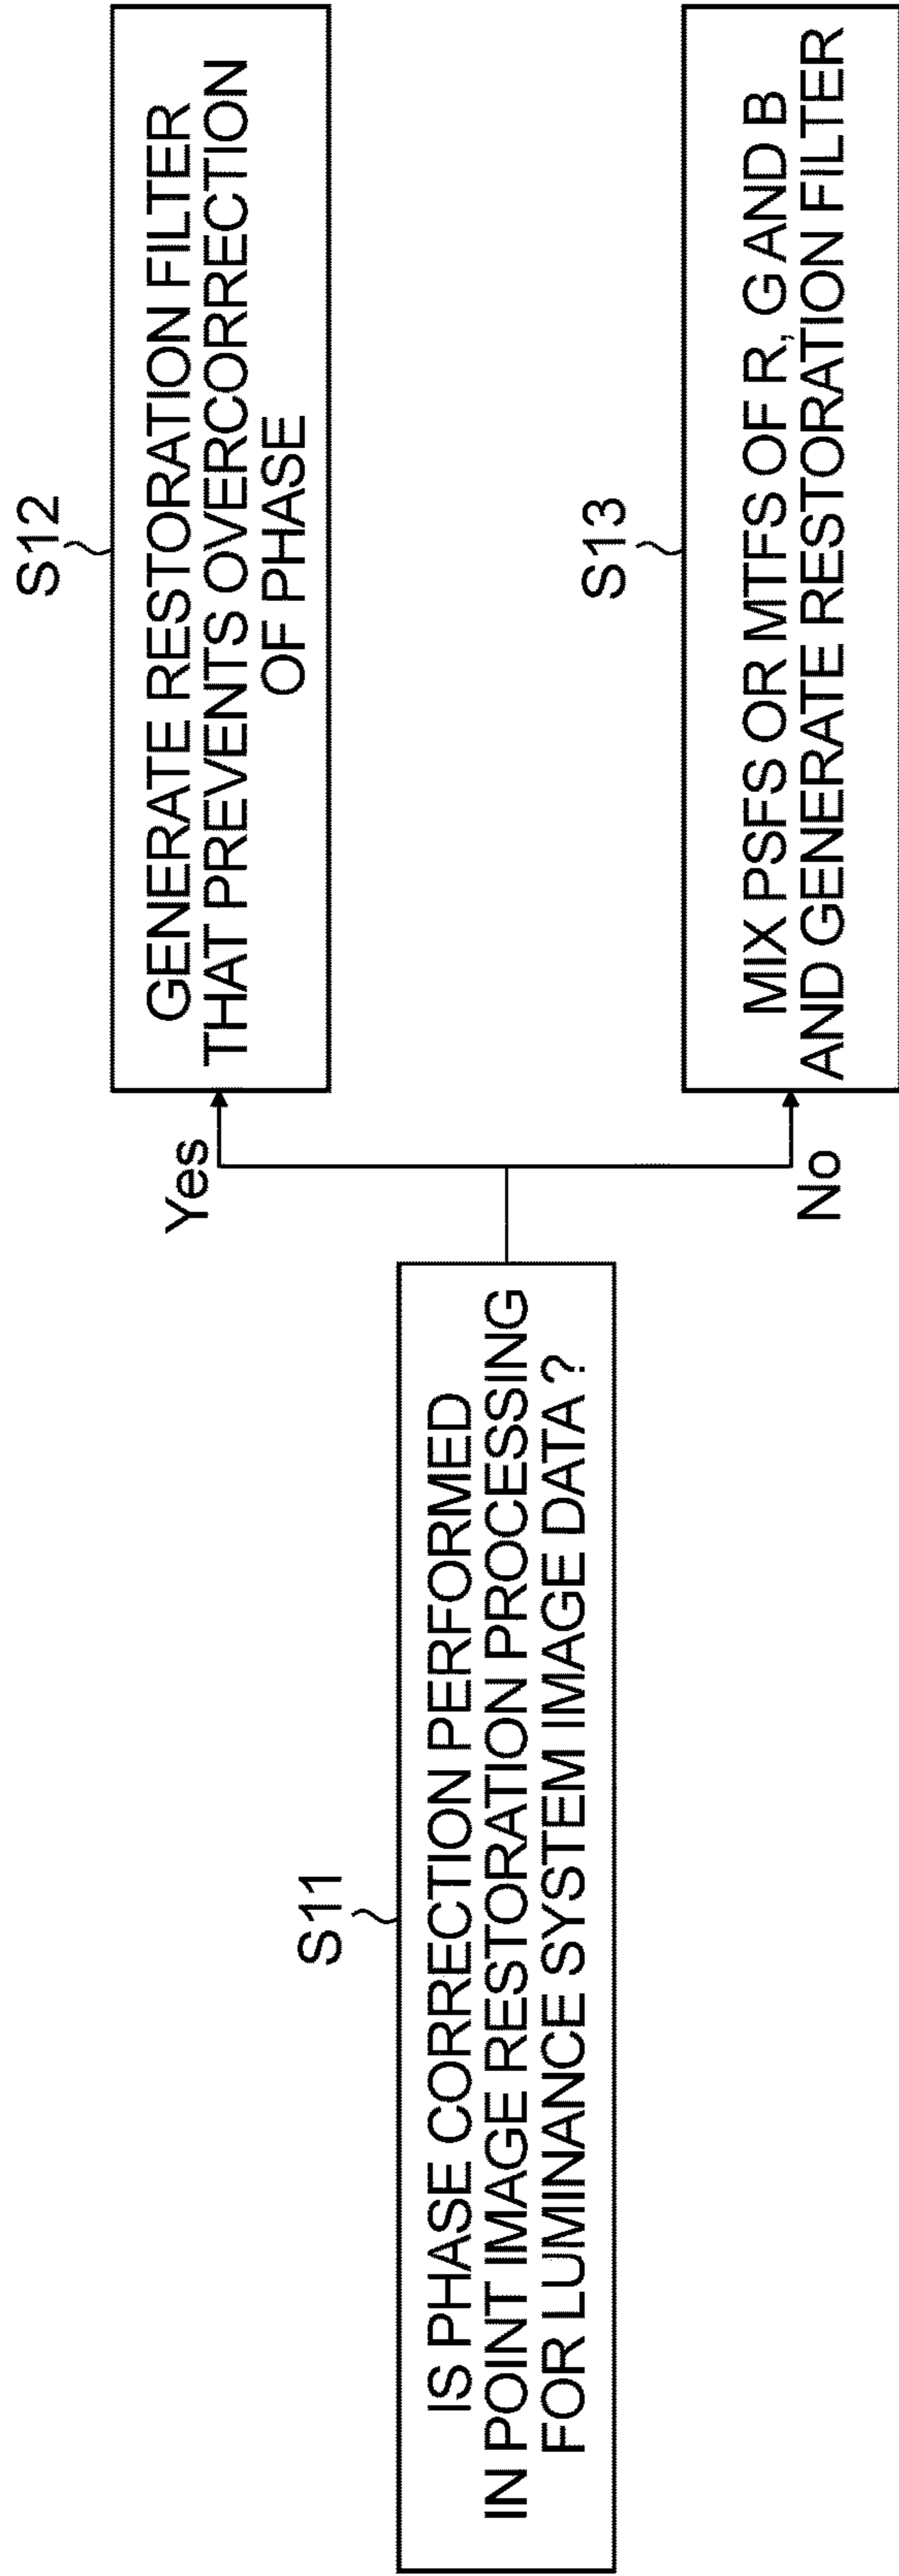 S11
IS PHASE CORRECTION PERFORMED
IN POINT IMAGE RESTORATION PROCESSING
FOR LUMINANCE SYSTEM IMAGE DATA ?
Yes
S12
GENERATE RESTORATION FILTER
THAT PREVENTS OVERCORRECTION
OF PHASE
No
S13
MIX PSFS OR MTFS OF R, G AND B
AND GENERATE RESTORATION FILTER